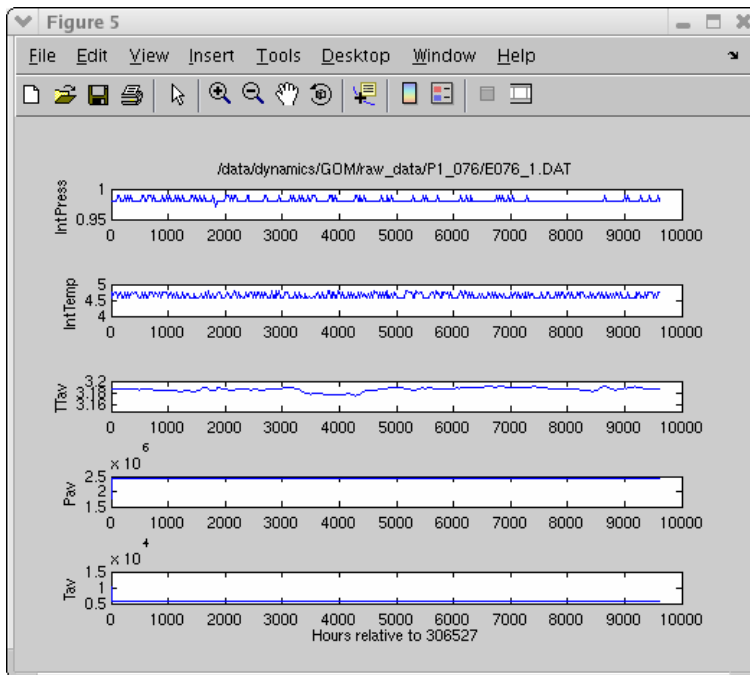 Figure 5
File Edit View Insert Tools Desktop Window Help
/data/dynamics/GOM/raw_data/P1_076/E076_1.DAT
IntPress
1
0.95
0 1000 2000 3000 4000 5000 6000 7000 8000 9000 10000
IntTemp
5
4.5
4
0 1000 2000 3000 4000 5000 6000 7000 8000 9000 10000
TTav
3.2
3.18
3.16
0 1000 2000 3000 4000 5000 6000 7000 8000 9000 10000
x 10^6
Pav
2.5
2
1.5
0 1000 2000 3000 4000 5000 6000 7000 8000 9000 10000
x 10^4
Tav
1.5
1
0.5
0 1000 2000 3000 4000 5000 6000 7000 8000 9000 10000
Hours relative to 306527